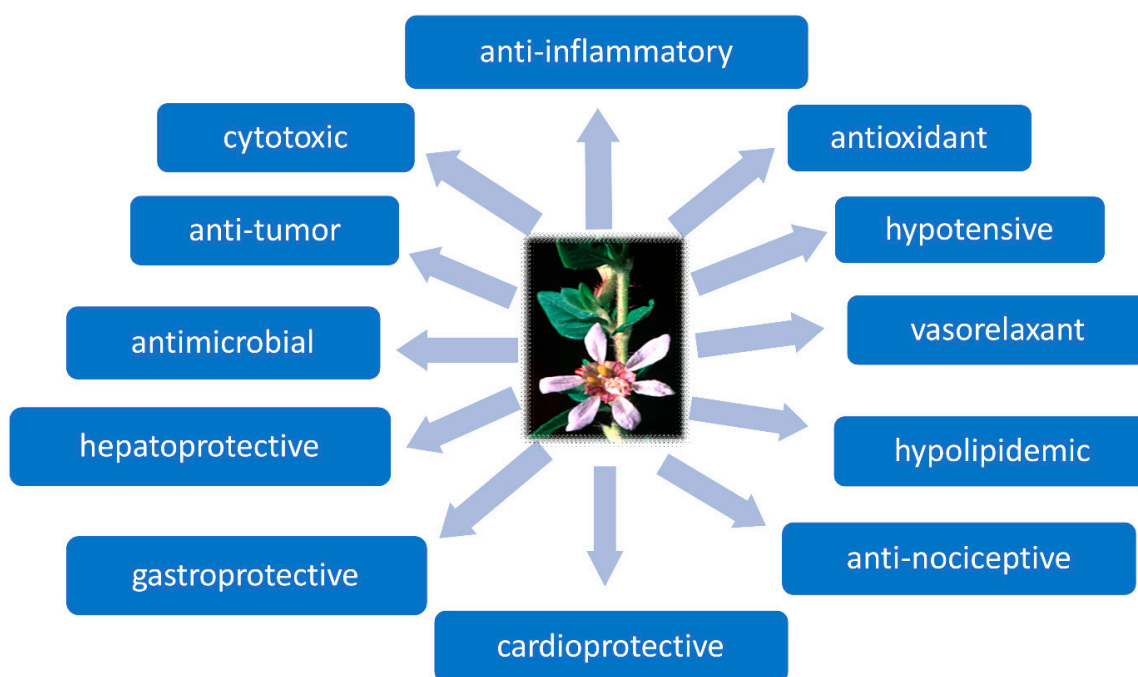 anti-inflammatory
cytotoxic
antioxidant
anti-tumor
hypotensive
antimicrobial
vasorelaxant
hepatoprotective
hypolipidemic
gastroprotective
anti-nociceptive
cardioprotective